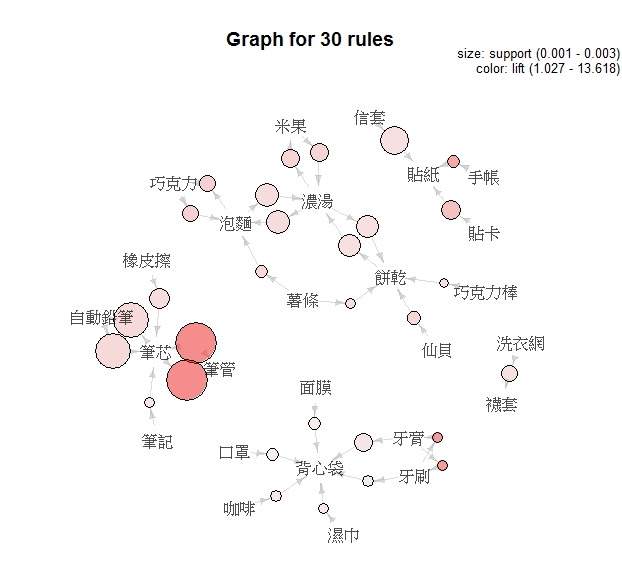 Graph for 30 rules
size: support (0.001 - 0.003)
color: lift (1.027 - 13.618)
信套
米果
貼紙
手帳
巧克力
濃湯
泡麵
貼卡
橡皮擦
餅乾
薯條
巧克力棒
自動鉛筆
筆芯
仙貝
洗衣網
筆管
面膜
襪套
筆記
牙膏
口罩
背心袋
牙刷
咖啡
濕巾